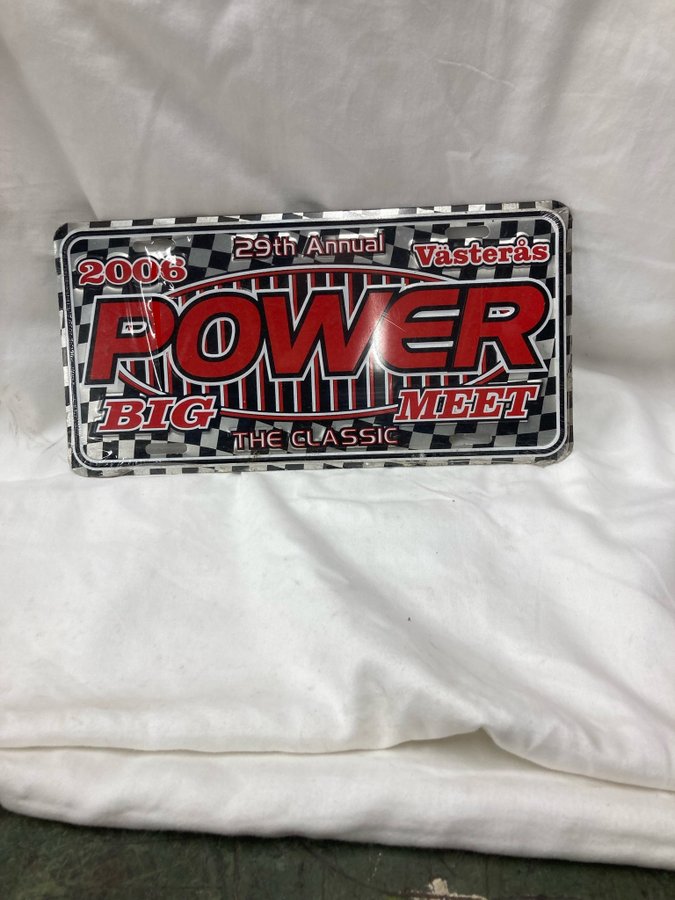 29th Annual
2006 Västerås
POWER
BIG MEET
THE CLASSIC